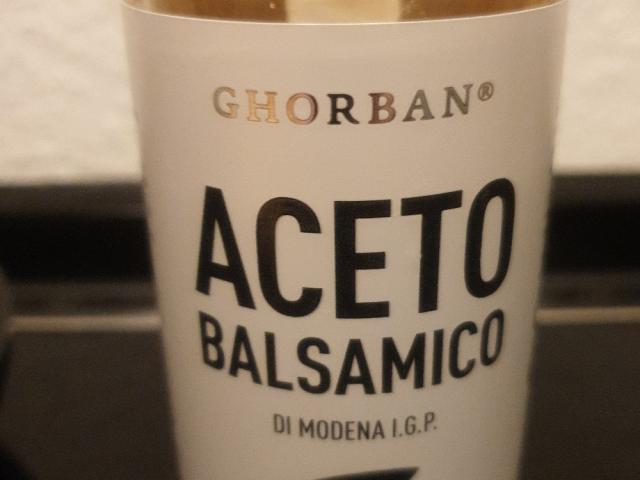 GHORBAN®
ACETO
BALSAMICO
DI MODENA I.G.P.